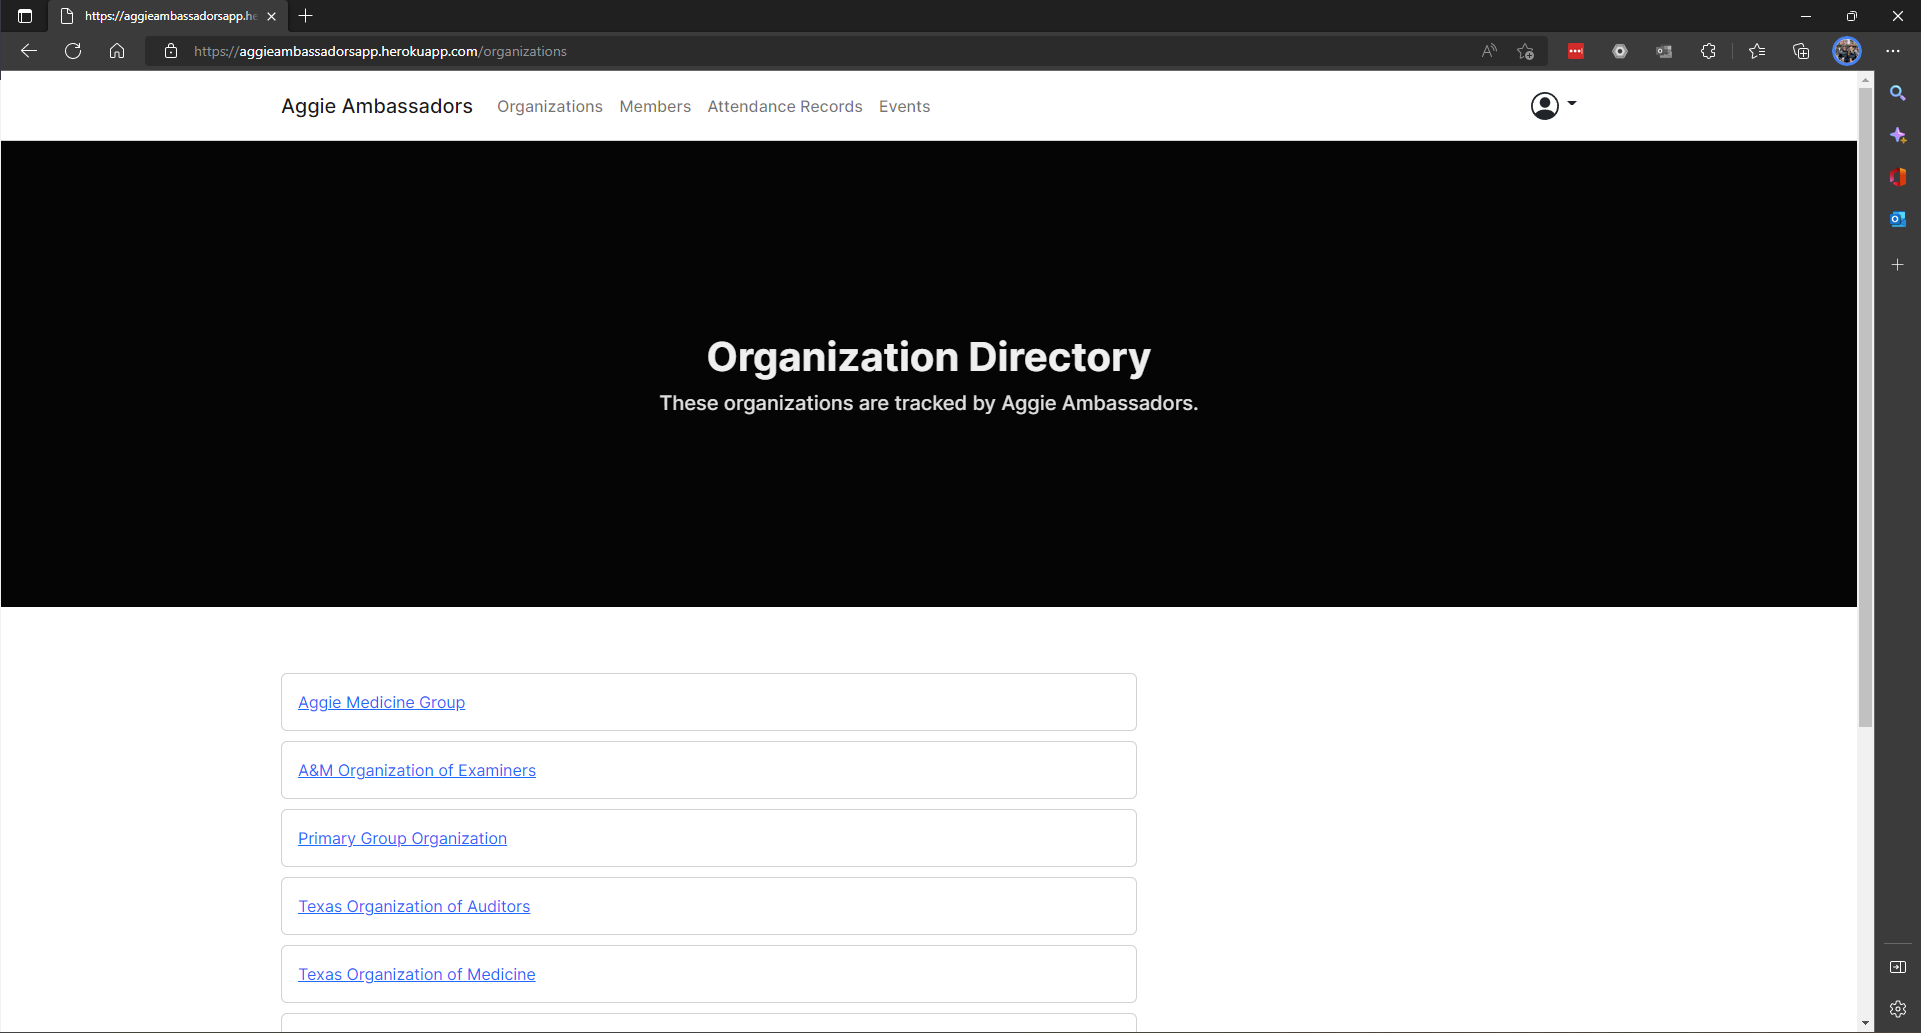 https://aggieambassadorsapp.he
https://aggieambassadorsapp.herokuapp.com/organizations
Aggie Ambassadors Organizations Members Attendance Records Events
Organization Directory
These organizations are tracked by Aggie Ambassadors.
Aggie Medicine Group
A&M Organization of Examiners
Primary Group Organization
Texas Organization of Auditors
Texas Organization of Medicine